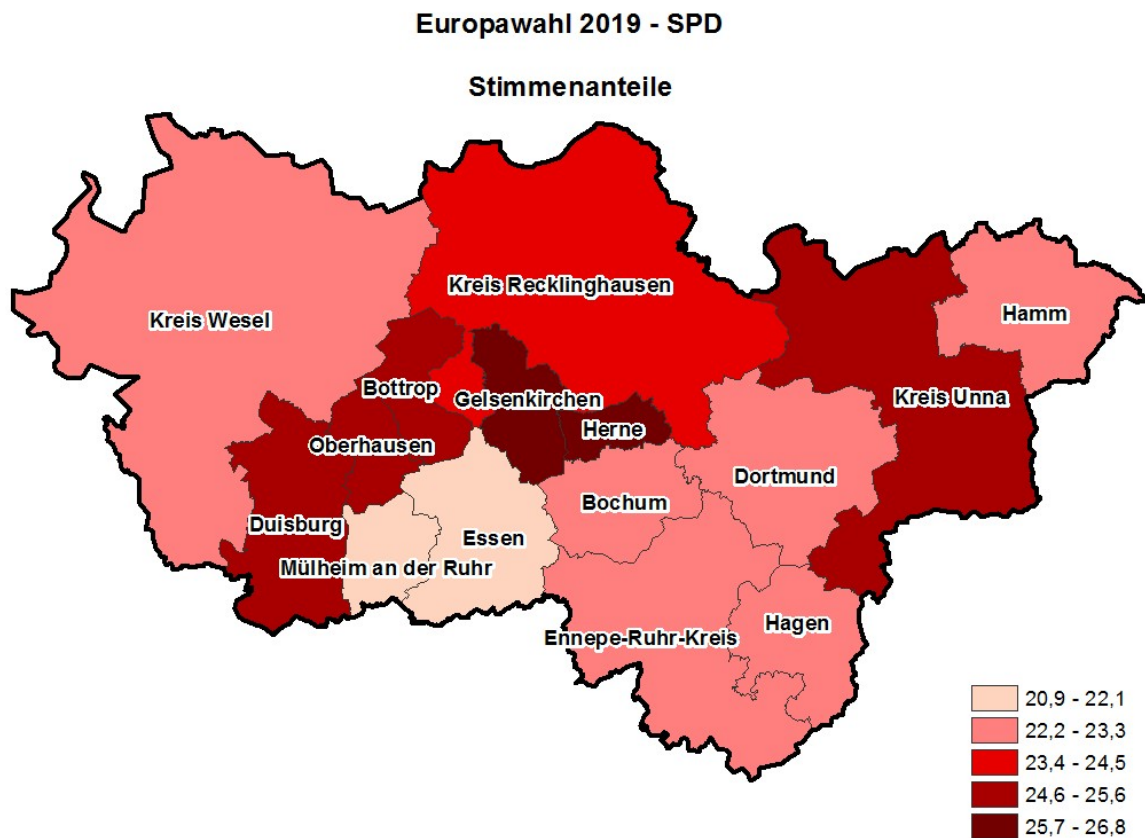 Europawahl 2019 - SPD
Stimmenanteile
Kreis Recklinghausen
Kreis Wesel
Hamm
Bottrop
Gelsenkirchen
Kreis Unna
Herne
Oberhausen
Dortmund
Bochum
Duisburg
Essen
Mülheim an der Ruhr
Hagen
Ennepe-Ruhr-Kreis
20,9 - 22,1
22,2 - 23,3
23,4 - 24,5
24,6 - 25,6
25,7 - 26,8